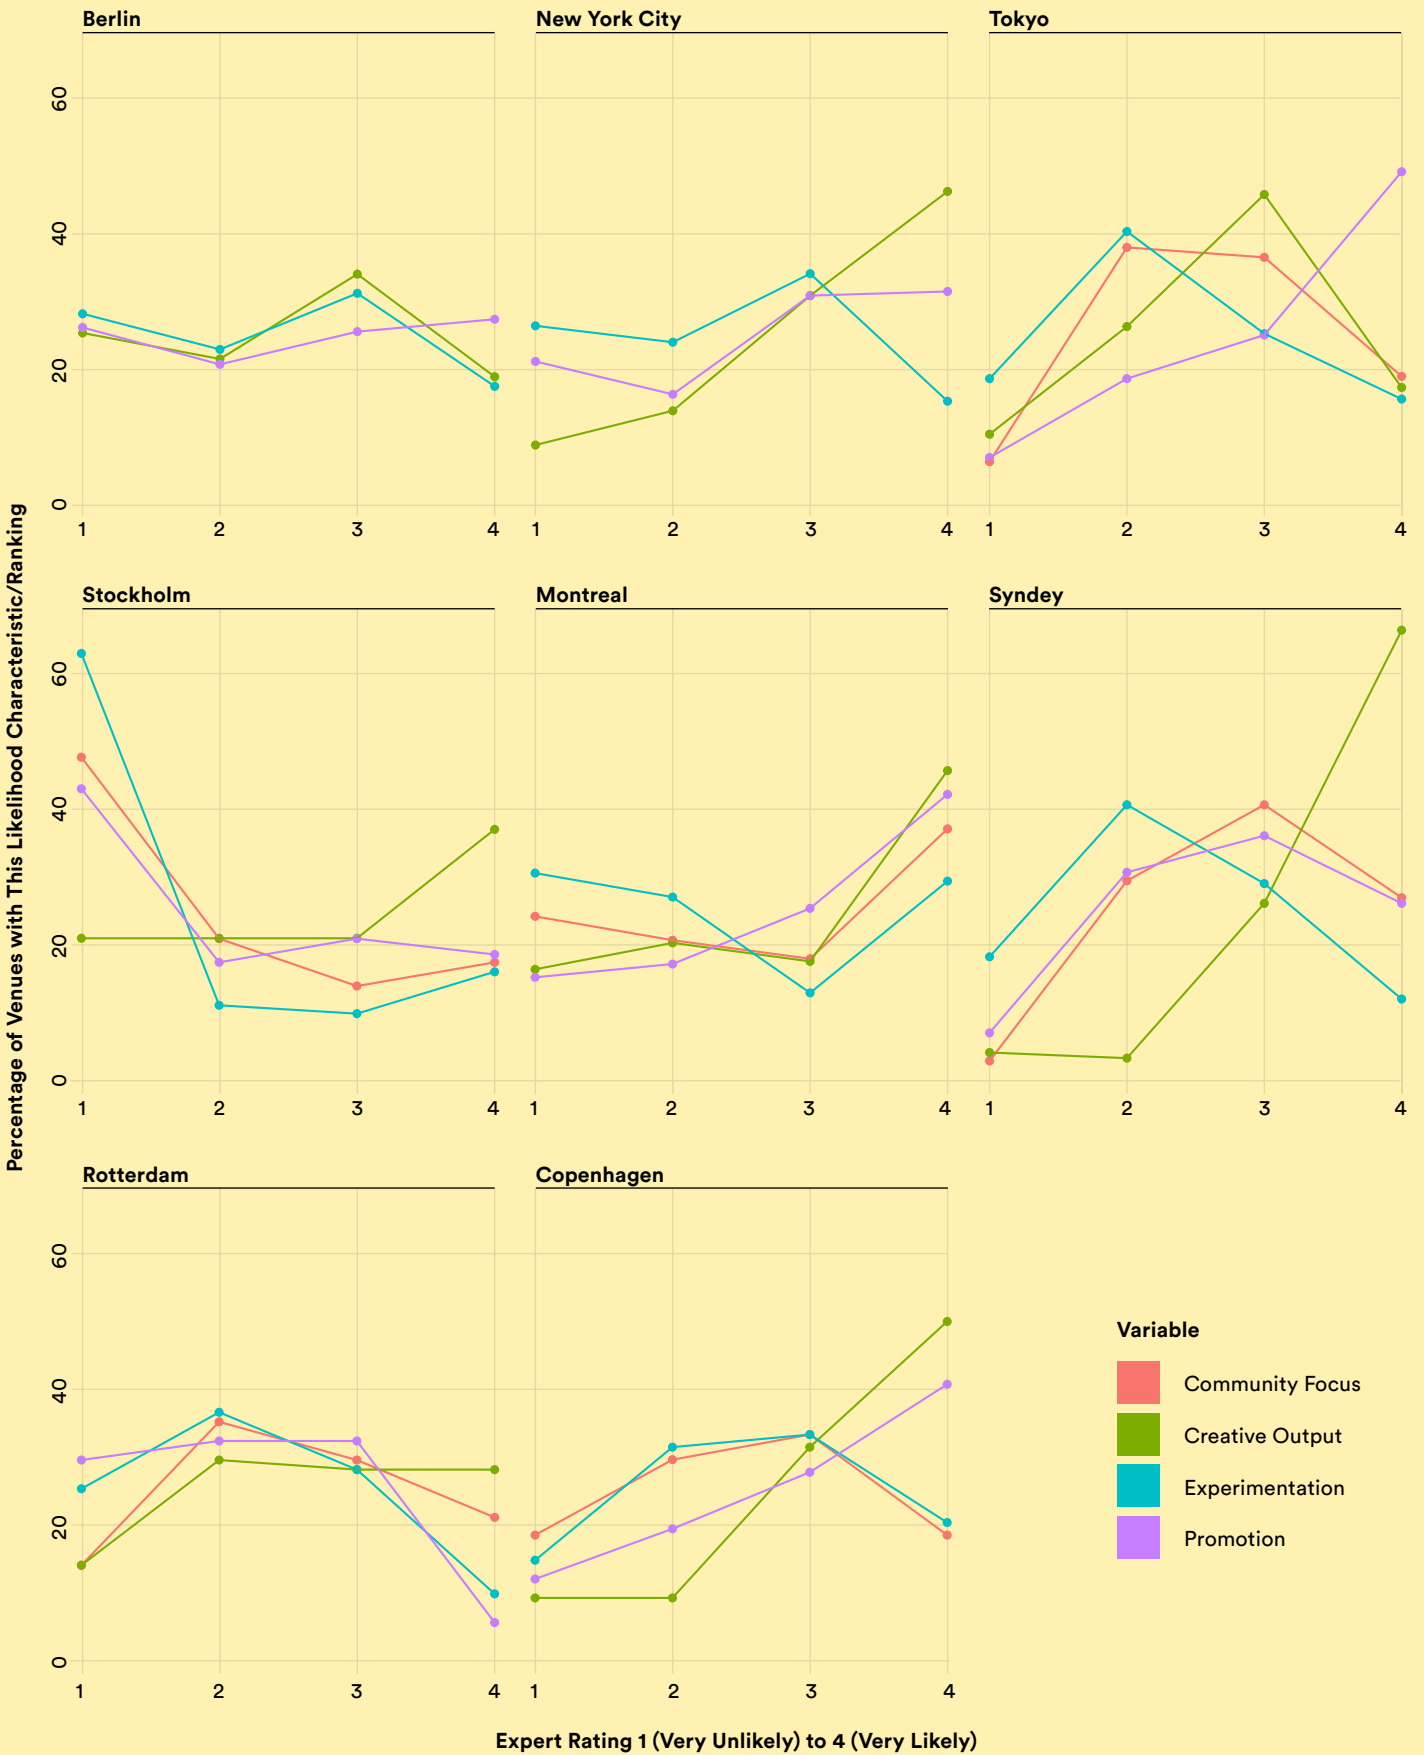 Berlin
New York City
Tokyo
60
40
20
0
1 2 3 4
1 2 3 4
1 2 3 4
Percentage of Venues with This Likelihood Characteristic/Ranking
Stockholm
Montreal
Syndey
60
40
20
0
1 2 3 4
1 2 3 4
1 2 3 4
Rotterdam
Copenhagen
60
40
20
0
1 2 3 4
1 2 3 4
Variable
Community Focus
Creative Output
Experimentation
Promotion
Expert Rating 1 (Very Unlikely) to 4 (Very Likely)